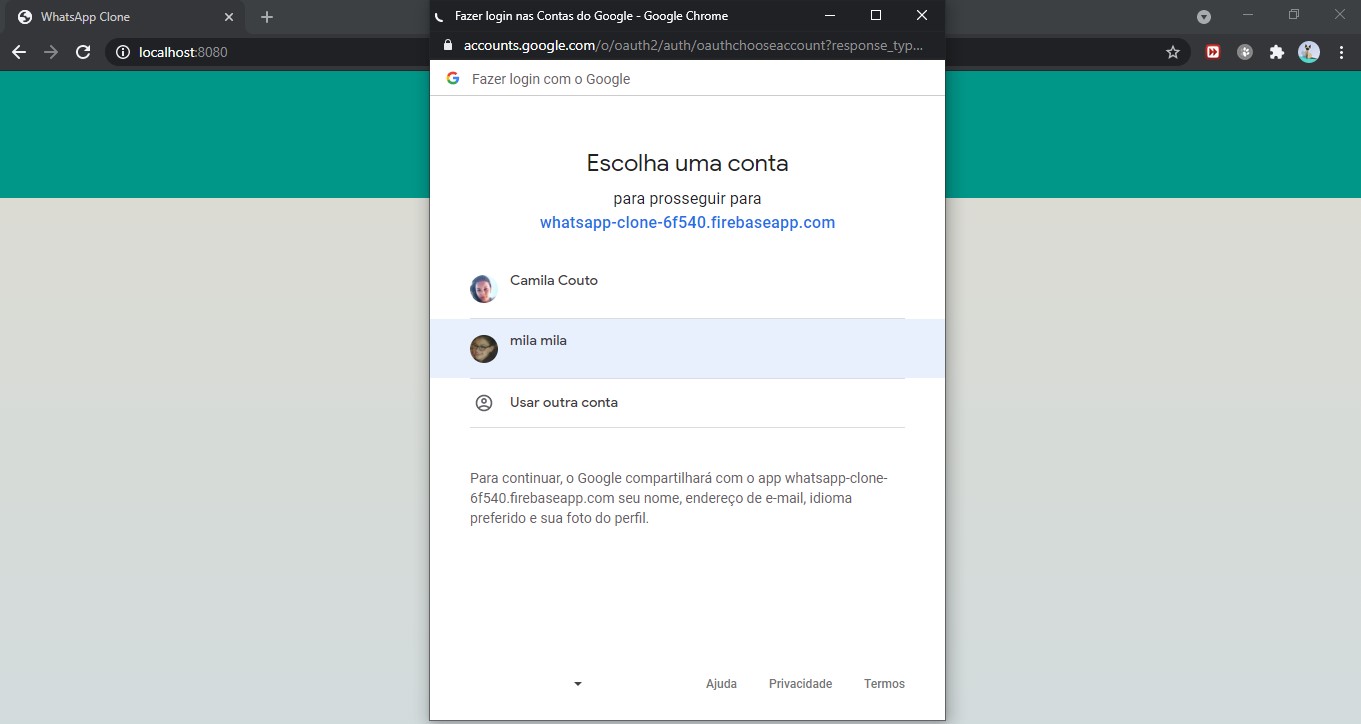 WhatsApp Clone
Fazer login nas Contas do Google - Google Chrome
localhost:8080
accounts.google.com/o/oauth2/auth/oauthchooseaccount?response_typ...
Fazer login com o Google
Escolha uma conta
para prosseguir para
whatsapp-clone-6f540.firebaseapp.com
Camila Couto
mila mila
Usar outra conta
Para continuar, o Google compartilhará com o app whatsapp-clone-
6f540.firebaseapp.com seu nome, endereço de e-mail, idioma
preferido e sua foto do perfil.
Ajuda Privacidade Termos